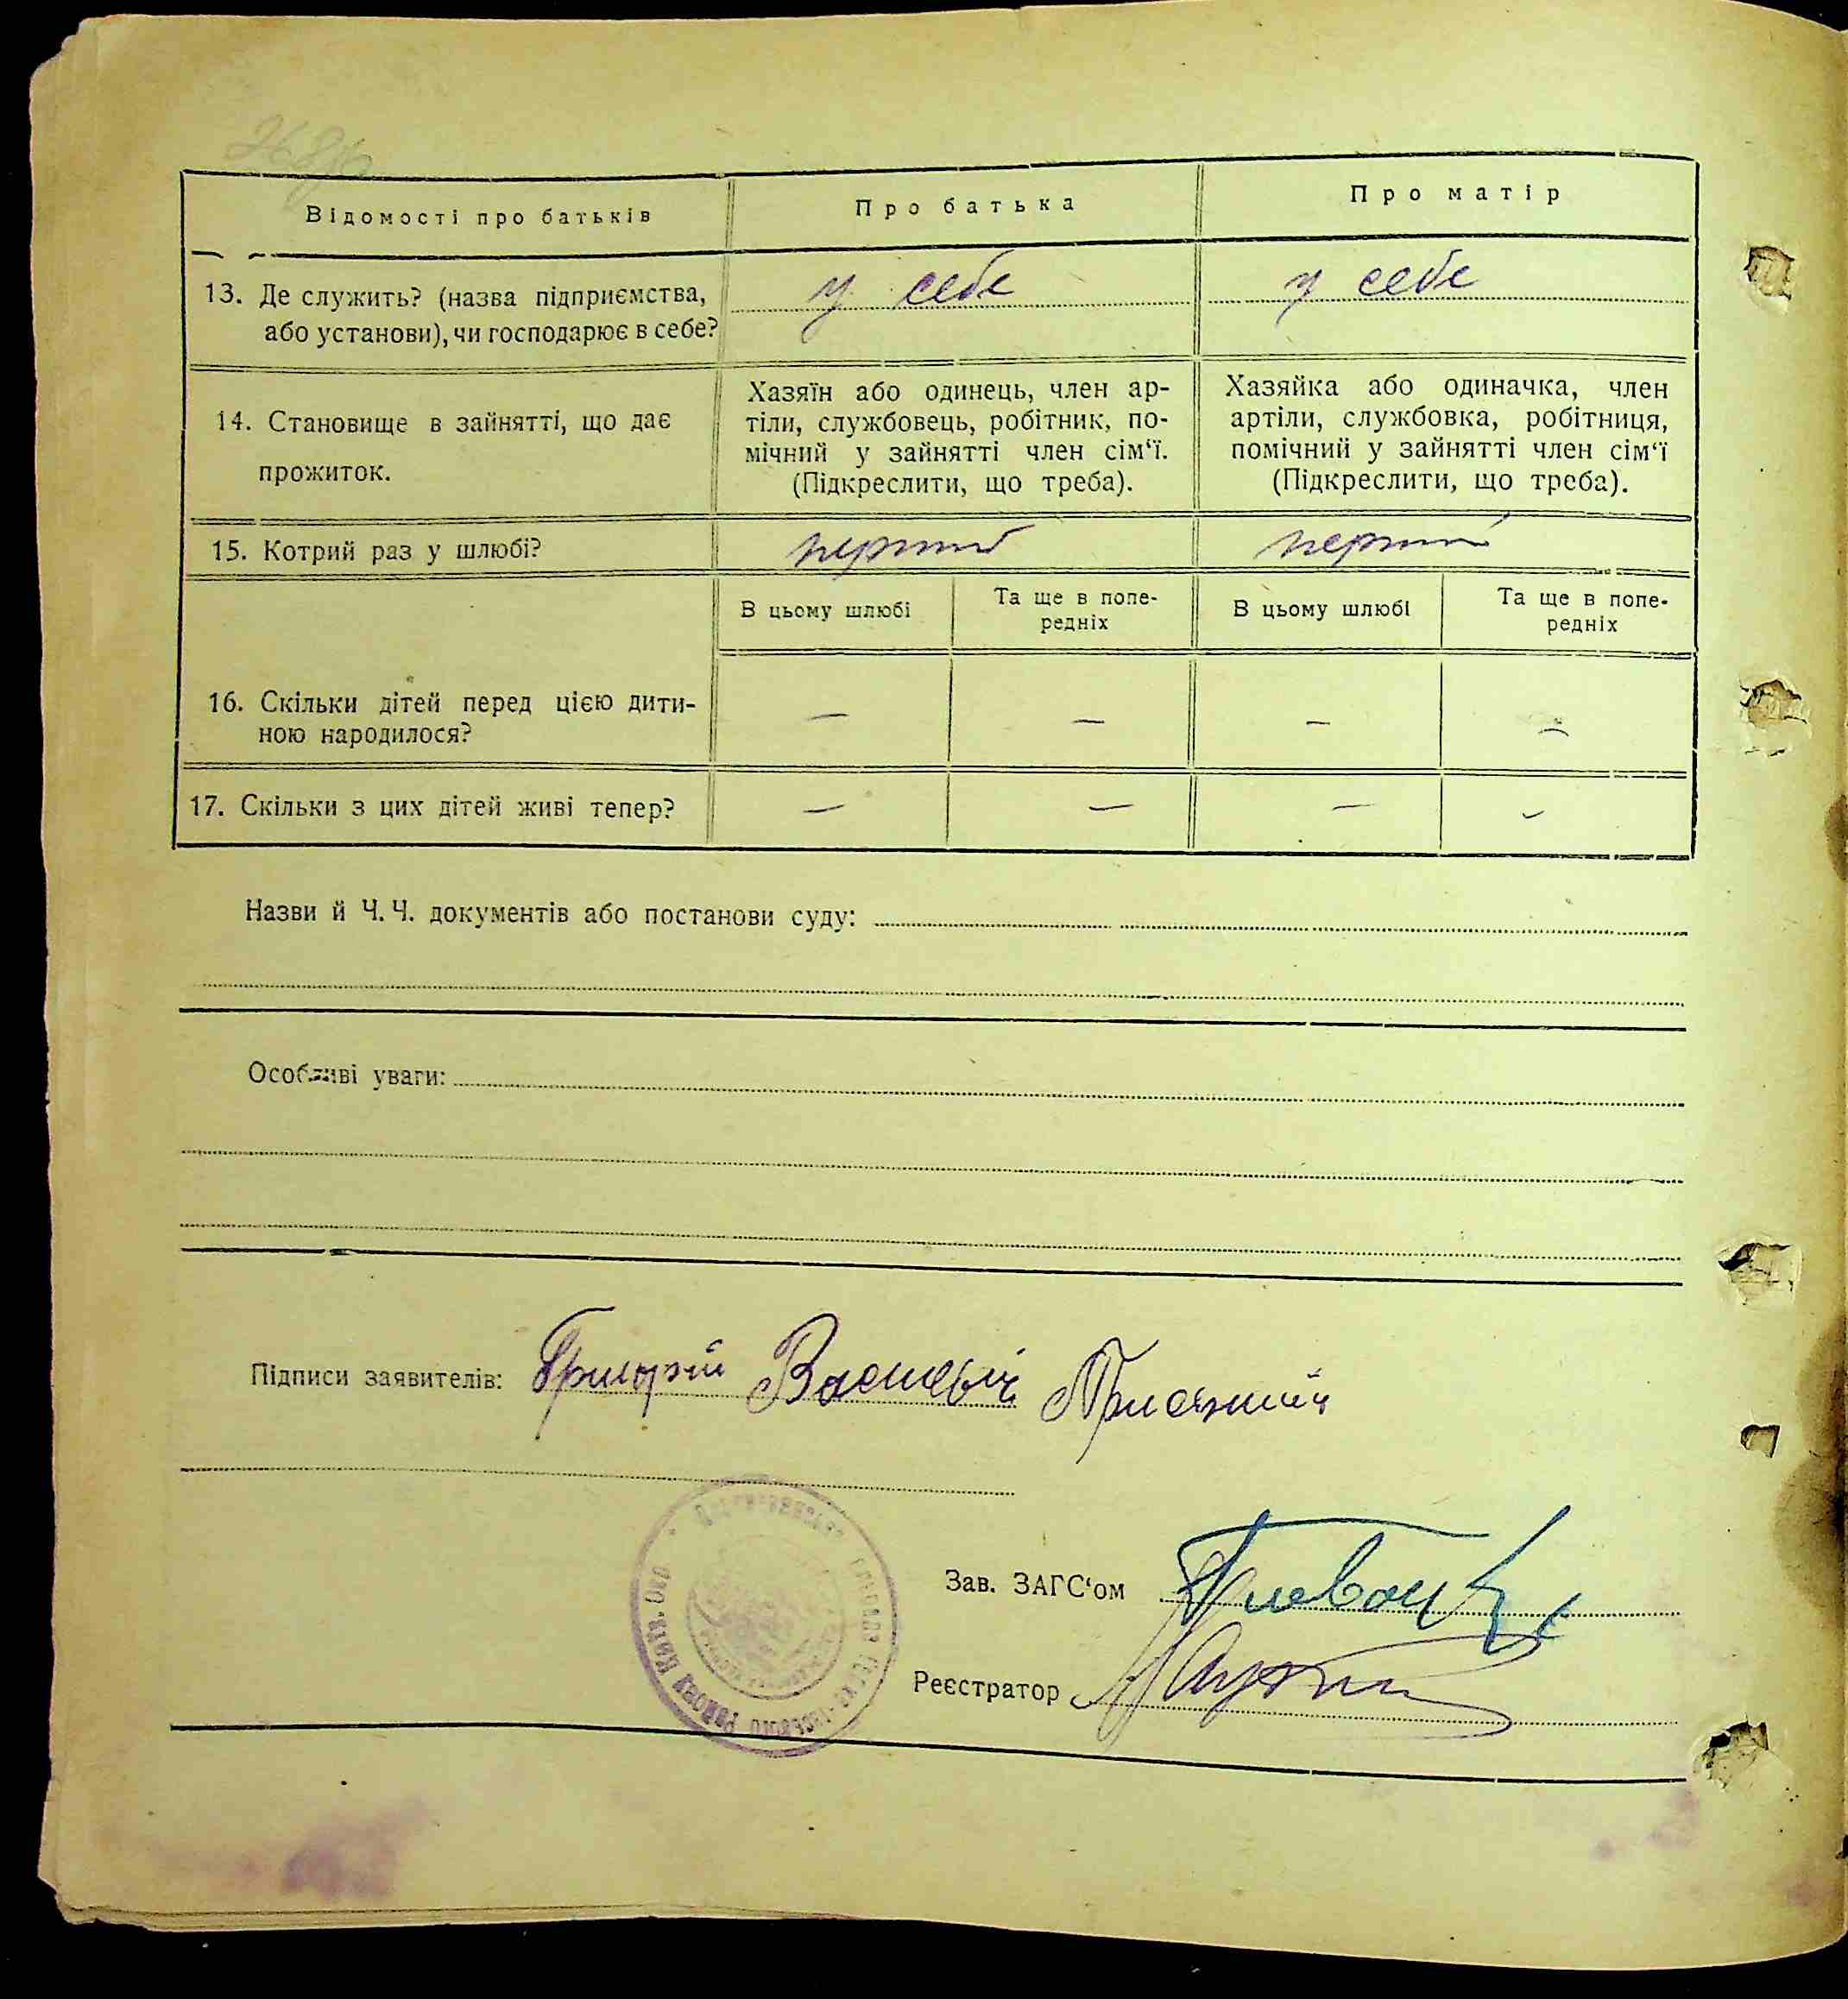 Відомості про батьків
Про батька
Про матір
13. Де служить? (назва підприємства,
або установи), чи господарює в себе?
у себе
у себе
14. Становище в зайнятті, що дає
прожиток.
Хазяїн або одинець, член ар-
тіли, службовець, робітник, по-
мічний у зайнятті член сім‘ї.
(Підкреслити, що треба).
Хазяйка або одиначка, член
артіли, службовка, робітниця,
помічний у зайнятті член сім‘ї
(Підкреслити, що треба).
15. Котрий раз у шлюбі?
перший
перший
В цьому шлюбі
Та ще в попе-
редніх
В цьому шлюбі
Та ще в попе-
редніх
16. Скільки дітей перед цією дити-
ною народилося?
— — — —
17. Скільки з цих дітей живі тепер?
— — — —
Назви й Ч. Ч. документів або постанови суду:
Особливі уваги:
Підписи заявителів: Григорій Васильвіч
Зав. ЗАГС‘ом
Реєстратор
району Київ. Окр.